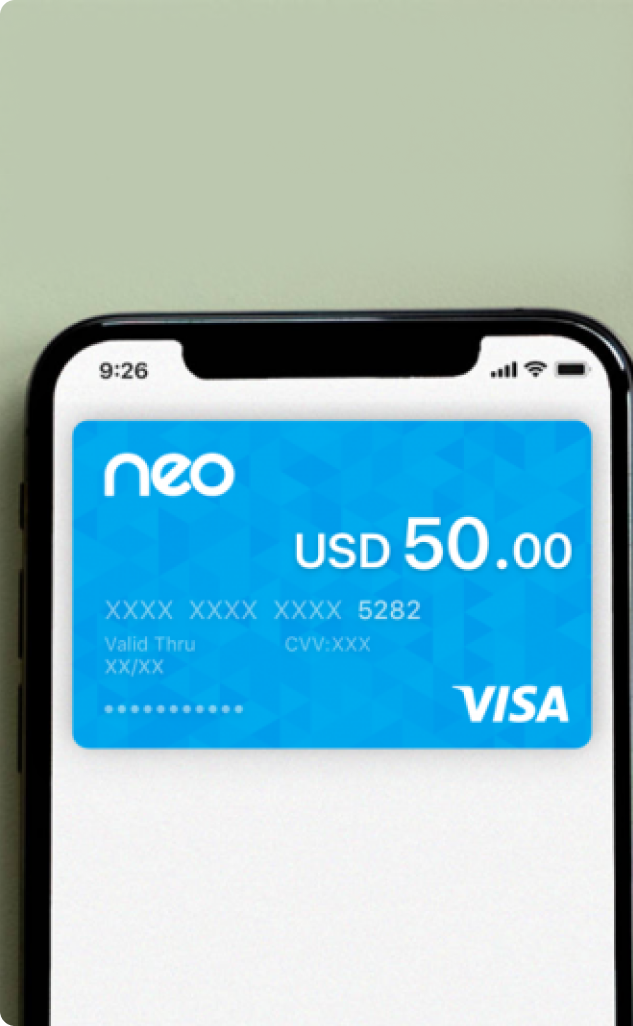 9:26
neo
USD 50.00
XXXX XXXX XXXX 5282
Valid Thru CVV:XXX
XX/XX
•••••••••••
VISA